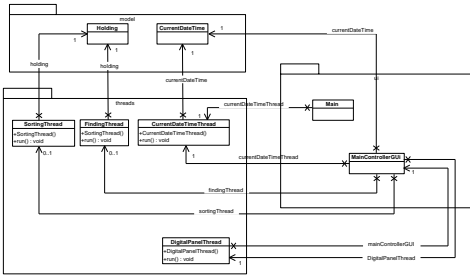 model
Holding
CurrentDateTime
1
1
1
1
currentDateTime
holding
holding
currentDateTime
ui
threads
currentDateTimeThread
Main
SortingThread
+SortingThread()
+run() : void
FindingThread
+SortingThread()
+run() : void
CurrentDateTimeThread
+CurrentDateTimeThread()
+run() : void
1
0..1
0..1
1
currentDateTimeThread
MainControllerGUI
1
findingThread
sortingThread
DigitalPanelThread
+DigitalPanelThread()
+run() : void
1
mainControllerGUI
DigitalPanelThread